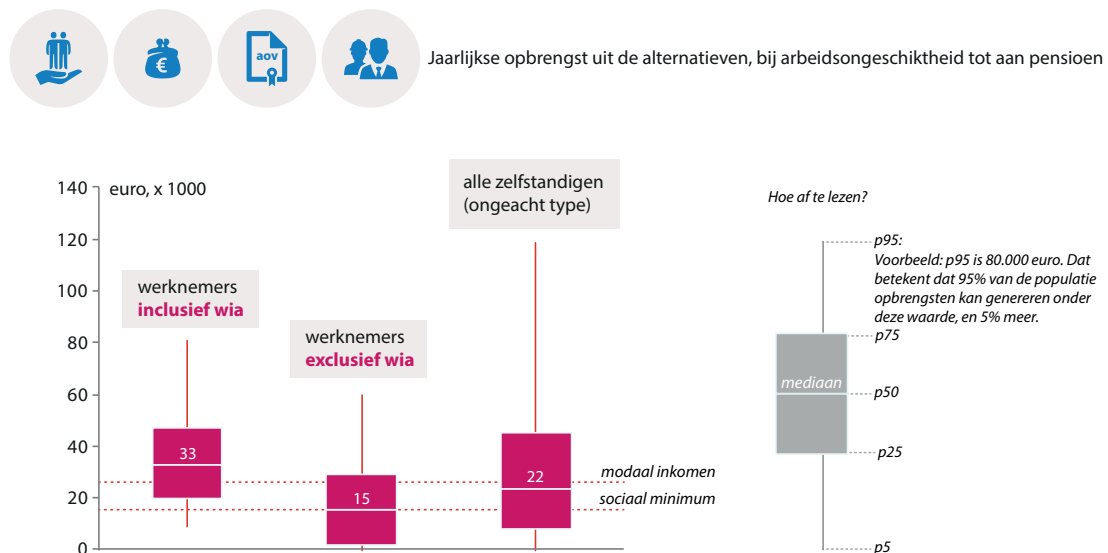 aov
€
Jaarlijkse opbrengst uit de alternatieven, bij arbeidsongeschiktheid tot aan pensioen
140
euro, x 1000
120
100
80
60
40
20
0
werknemers
inclusief wia
33
werknemers
exclusief wia
15
alle zelfstandigen
(ongeacht type)
22
modaal inkomen
sociaal minimum
Hoe af te lezen?
p95:
Voorbeeld: p95 is 80.000 euro. Dat
betekent dat 95% van de populatie
opbrengsten kan genereren onder
deze waarde, en 5% meer.
p75
mediaan
p50
p25
p5